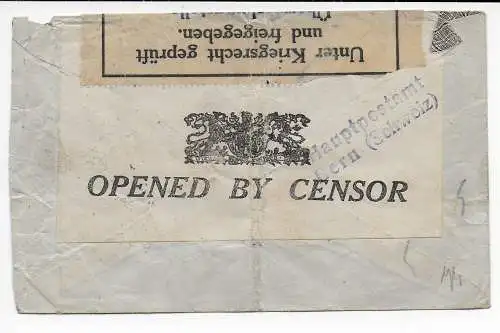 Unter Kriegsrecht geprüft
und freigegeben.
Hauptpostamt
Bern (Schweiz)
OPENED BY CENSOR